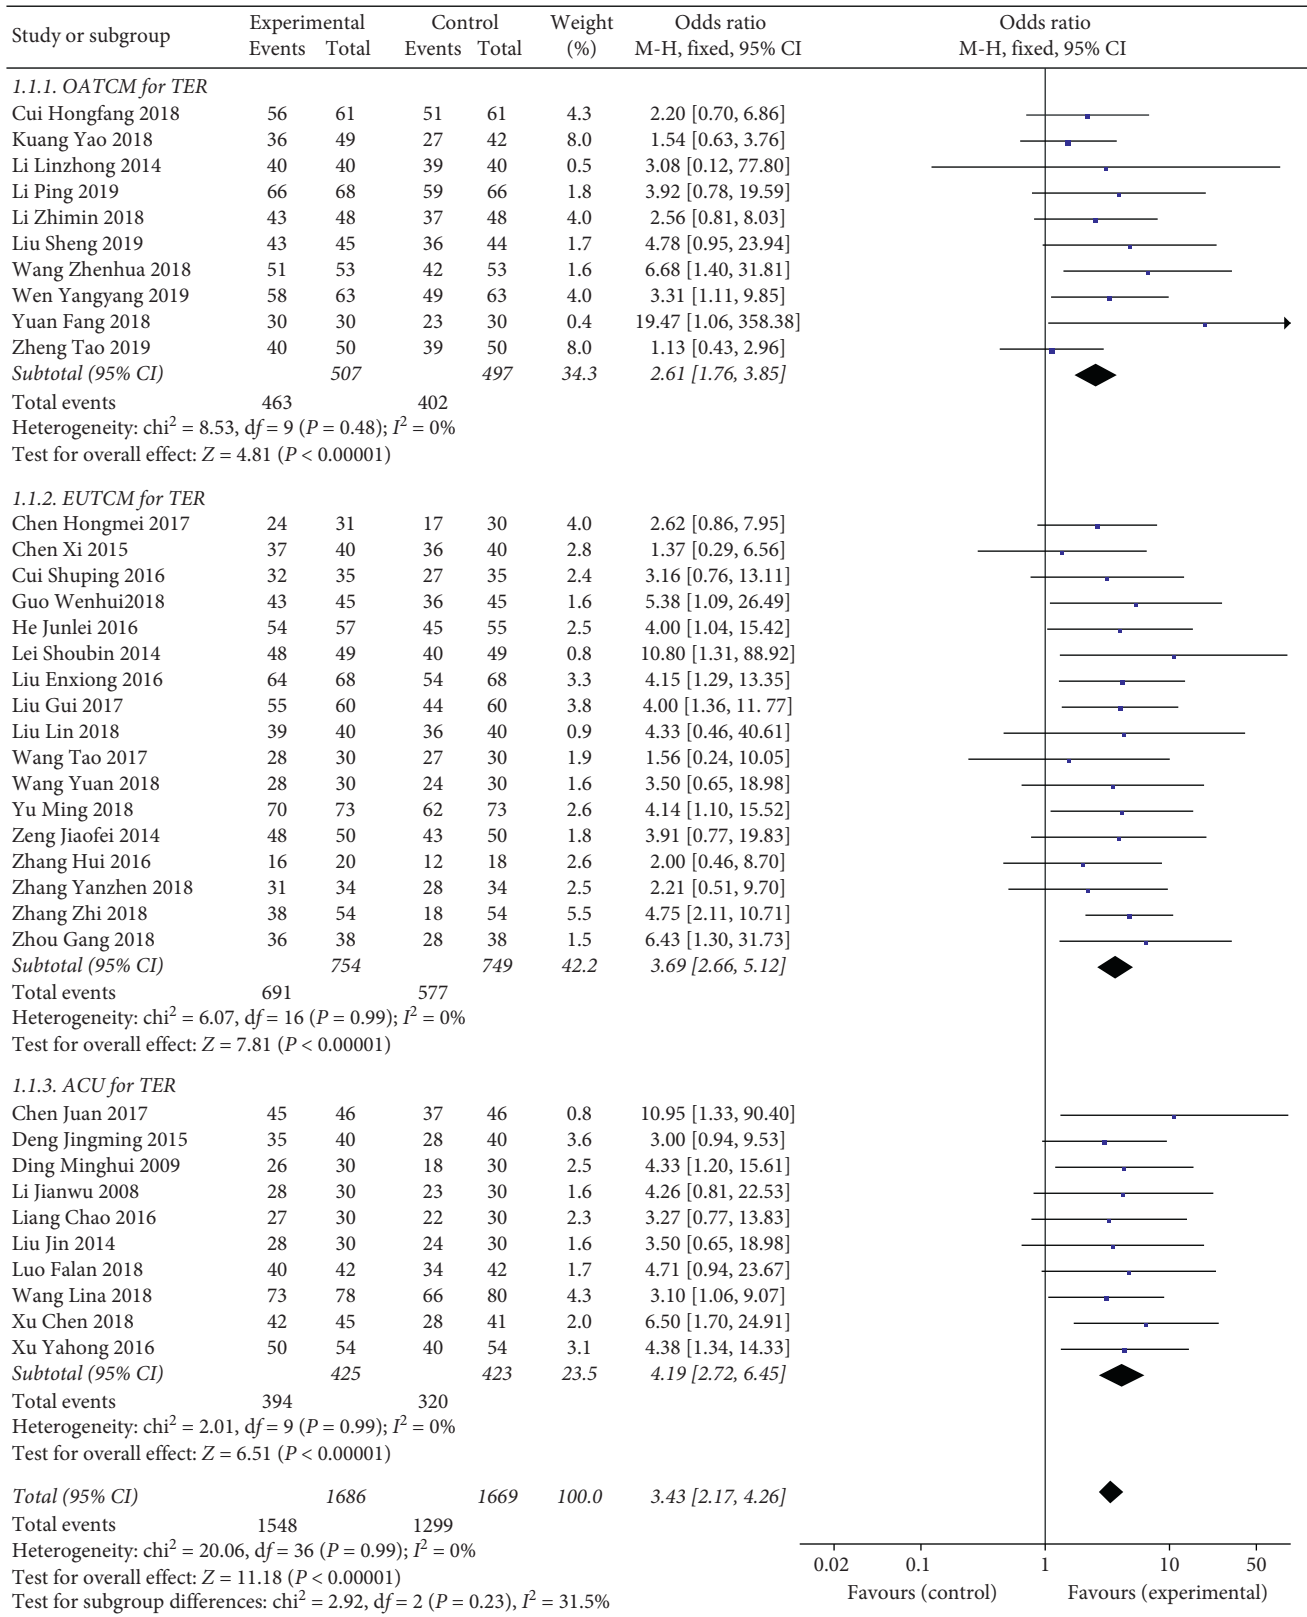 Study or subgroup Experimental Control Weight Odds ratio Odds ratio
Events Total Events Total (%) M-H, fixed, 95% CI M-H, fixed, 95% CI
1.1.1. OATCM for TER
Cui Hongfang 2018 56 61 51 61 4.3 2.20 [0.70, 6.86]
Kuang Yao 2018 36 49 27 42 8.0 1.54 [0.63, 3.76]
Li Linzhong 2014 40 40 39 40 0.5 3.08 [0.12, 77.80]
Li Ping 2019 66 68 59 66 1.8 3.92 [0.78, 19.59]
Li Zhimin 2018 43 48 37 48 4.0 2.56 [0.81, 8.03]
Liu Sheng 2019 43 45 36 44 1.7 4.78 [0.95, 23.94]
Wang Zhenhua 2018 51 53 42 53 1.6 6.68 [1.40, 31.81]
Wen Yangyang 2019 58 63 49 63 4.0 3.31 [1.11, 9.85]
Yuan Fang 2018 30 30 23 30 0.4 19.47 [1.06, 358.38]
Zheng Tao 2019 40 50 39 50 8.0 1.13 [0.43, 2.96]
Subtotal (95% CI) 507 497 34.3 2.61 [1.76, 3.85]
Total events 463 402
Heterogeneity: chi² = 8.53, df = 9 (P = 0.48); I² = 0%
Test for overall effect: Z = 4.81 (P < 0.00001)
1.1.2. EUTCM for TER
Chen Hongmei 2017 24 31 17 30 4.0 2.62 [0.86, 7.95]
Chen Xi 2015 37 40 36 40 2.8 1.37 [0.29, 6.56]
Cui Shuping 2016 32 35 27 35 2.4 3.16 [0.76, 13.11]
Guo Wenhui2018 43 45 36 45 1.6 5.38 [1.09, 26.49]
He Junlei 2016 54 57 45 55 2.5 4.00 [1.04, 15.42]
Lei Shoubin 2014 48 49 40 49 0.8 10.80 [1.31, 88.92]
Liu Enxiong 2016 64 68 54 68 3.3 4.15 [1.29, 13.35]
Liu Gui 2017 55 60 44 60 3.8 4.00 [1.36, 11. 77]
Liu Lin 2018 39 40 36 40 0.9 4.33 [0.46, 40.61]
Wang Tao 2017 28 30 27 30 1.9 1.56 [0.24, 10.05]
Wang Yuan 2018 28 30 24 30 1.6 3.50 [0.65, 18.98]
Yu Ming 2018 70 73 62 73 2.6 4.14 [1.10, 15.52]
Zeng Jiaofei 2014 48 50 43 50 1.8 3.91 [0.77, 19.83]
Zhang Hui 2016 16 20 12 18 2.6 2.00 [0.46, 8.70]
Zhang Yanzhen 2018 31 34 28 34 2.5 2.21 [0.51, 9.70]
Zhang Zhi 2018 38 54 18 54 5.5 4.75 [2.11, 10.71]
Zhou Gang 2018 36 38 28 38 1.5 6.43 [1.30, 31.73]
Subtotal (95% CI) 754 749 42.2 3.69 [2.66, 5.12]
Total events 691 577
Heterogeneity: chi² = 6.07, df = 16 (P = 0.99); I² = 0%
Test for overall effect: Z = 7.81 (P < 0.00001)
1.1.3. ACU for TER
Chen Juan 2017 45 46 37 46 0.8 10.95 [1.33, 90.40]
Deng Jingming 2015 35 40 28 40 3.6 3.00 [0.94, 9.53]
Ding Minghui 2009 26 30 18 30 2.5 4.33 [1.20, 15.61]
Li Jianwu 2008 28 30 23 30 1.6 4.26 [0.81, 22.53]
Liang Chao 2016 27 30 22 30 2.3 3.27 [0.77, 13.83]
Liu Jin 2014 28 30 24 30 1.6 3.50 [0.65, 18.98]
Luo Falan 2018 40 42 34 42 1.7 4.71 [0.94, 23.67]
Wang Lina 2018 73 78 66 80 4.3 3.10 [1.06, 9.07]
Xu Chen 2018 42 45 28 41 2.0 6.50 [1.70, 24.91]
Xu Yahong 2016 50 54 40 54 3.1 4.38 [1.34, 14.33]
Subtotal (95% CI) 425 423 23.5 4.19 [2.72, 6.45]
Total events 394 320
Heterogeneity: chi² = 2.01, df = 9 (P = 0.99); I² = 0%
Test for overall effect: Z = 6.51 (P < 0.00001)
Total (95% CI) 1686 1669 100.0 3.43 [2.17, 4.26]
Total events 1548 1299
Heterogeneity: chi² = 20.06, df = 36 (P = 0.99); I² = 0%
Test for overall effect: Z = 11.18 (P < 0.00001)
Test for subgroup differences: chi² = 2.92, df = 2 (P = 0.23), I² = 31.5%
0.02 0.1 1 10 50
Favours (control) Favours (experimental)